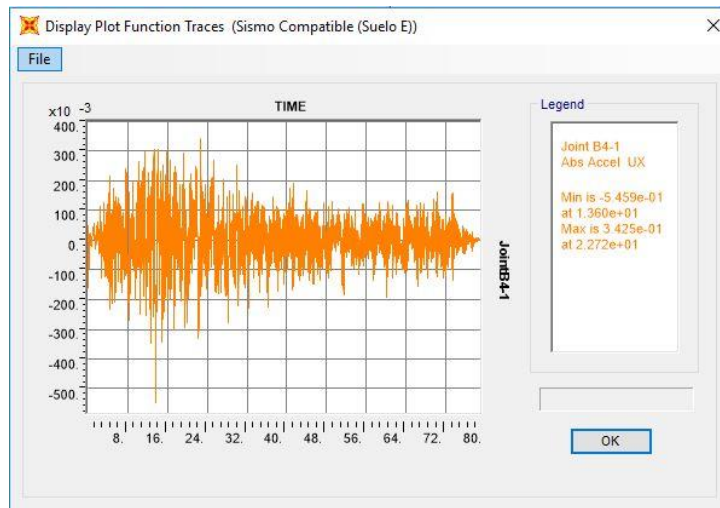 Display Plot Function Traces (Sismo Compatible (Suelo E))
File
x10 -3
TIME
400.
300.
200.
100.
0.
-100.
-200.
-300.
-400.
-500.
8. 16. 24. 32. 40. 48. 56. 64. 72. 80.
JointB4-1
Legend
Joint B4-1
Abs Accel UX
Min is -5.459e-01
at 1.360e+01
Max is 3.425e-01
at 2.272e+01
OK